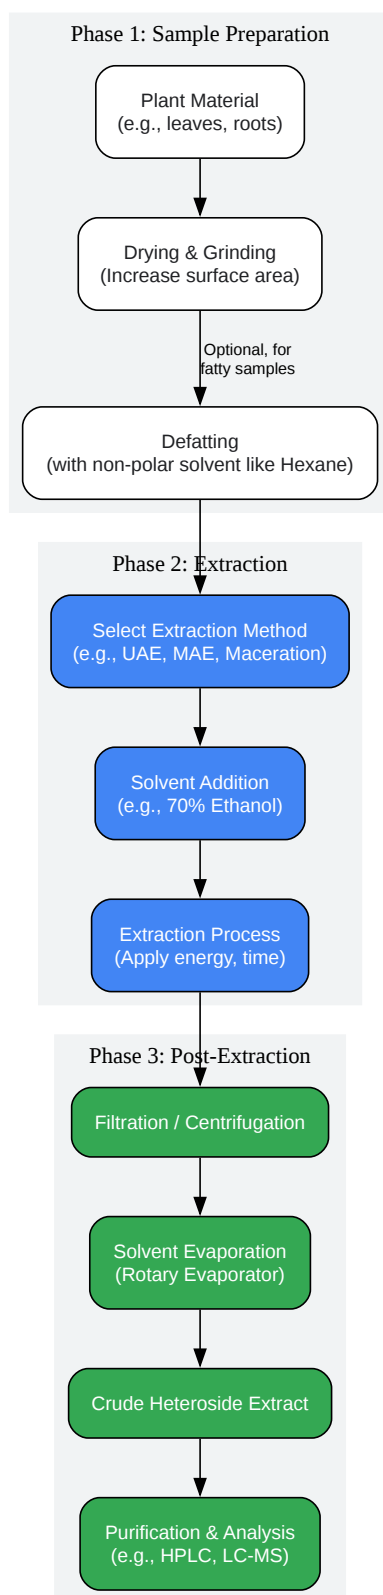 Phase 1: Sample Preparation
Plant Material
(e.g., leaves, roots)
Drying & Grinding
(Increase surface area)
Optional, for
fatty samples
Defatting
(with non-polar solvent like Hexane)
Phase 2: Extraction
Select Extraction Method
(e.g., UAE, MAE, Maceration)
Solvent Addition
(e.g., 70% Ethanol)
Extraction Process
(Apply energy, time)
Phase 3: Post-Extraction
Filtration / Centrifugation
Solvent Evaporation
(Rotary Evaporator)
Crude Heteroside Extract
Purification & Analysis
(e.g., HPLC, LC-MS)